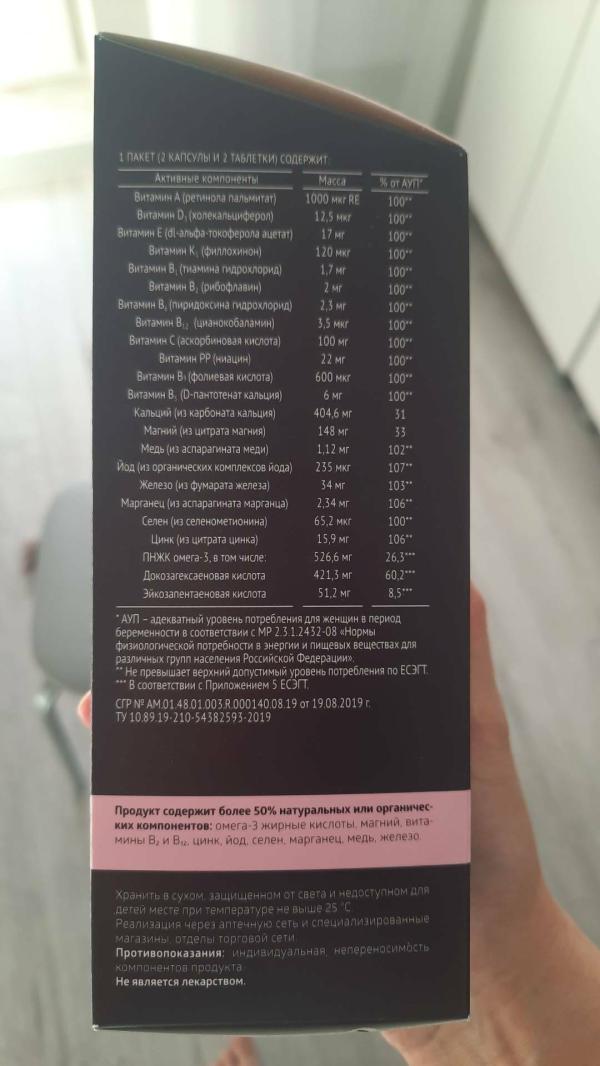 1 ПАКЕТ (2 КАПСУЛЫ И 2 ТАБЛЕТКИ) СОДЕРЖИТ:
Активные компоненты Масса % от АУП*
Витамин А (ретинола пальмитат) 1000 мкг RE 100**
Витамин D₃ (холекальциферол) 12,5 мкг 100**
Витамин Е (dl-альфа-токоферола ацетат) 17 мг 100**
Витамин К₁ (филлохинон) 120 мкг 100**
Витамин В₁ (тиамина гидрохлорид) 1,7 мг 100**
Витамин В₂ (рибофлавин) 2 мг 100**
Витамин В₆ (пиридоксина гидрохлорид) 2,3 мг 100**
Витамин В₁₂ (цианокобаламин) 3,5 мкг 100**
Витамин С (аскорбиновая кислота) 100 мг 100**
Витамин РР (ниацин) 22 мг 100**
Витамин В₉ (фолиевая кислота) 600 мкг 100**
Витамин В₅ (D-пантотенат кальция) 6 мг 100**
Кальций (из карбоната кальция) 404,6 мг 31
Магний (из цитрата магния) 148 мг 33
Медь (из аспарагината меди) 1,12 мг 102**
Йод (из органических комплексов йода) 235 мкг 107**
Железо (из фумарата железа) 34 мг 103**
Марганец (из аспарагината марганца) 2,34 мг 106**
Селен (из селенометионина) 65,2 мкг 100**
Цинк (из цитрата цинка) 15,9 мг 106**
ПНЖК омега-3, в том числе: 526,6 мг 26,3***
Докозагексаеновая кислота 421,3 мг 60,2***
Эйкозапентаеновая кислота 51,2 мг 8,5***
* АУП – адекватный уровень потребления для женщин в период
беременности в соответствии с МР 2.3.1.2432-08 «Нормы
физиологической потребности в энергии и пищевых веществах для
различных групп населения Российской Федерации».
** Не превышает верхний допустимый уровень потребления по ЕСЭГТ.
*** В соответствии с Приложением 5 ЕСЭГТ.
СГР № AM.01.48.01.003.R.000140.08.19 от 19.08.2019 г.
ТУ 10.89.19-210-54382593-2019
Продукт содержит более 50% натуральных или органичес-
ких компонентов: омега-3 жирные кислоты, магний, вита-
мины В₂ и В₁₂, цинк, йод, селен, марганец, медь, железо.
Хранить в сухом, защищенном от света и недоступном для
детей месте при температуре не выше 25 °С.
Реализация через аптечную сеть и специализированные
магазины, отделы торговой сети.
Противопоказания: индивидуальная, непереносимость
компонентов продукта.
Не является лекарством.